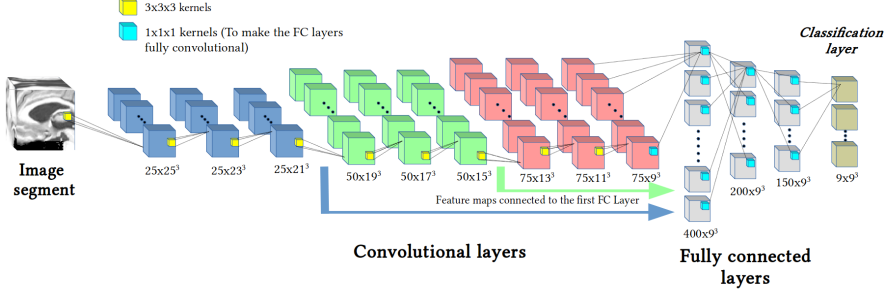 3x3x3 kernels
1x1x1 kernels (To make the FC layers
fully convolutional)
Classification
layer
Image
segment
25x25³
25x23³
25x21³
50x19³
50x17³
50x15³
75x13³
75x11³
75x9³
400x9³
200x9³
150x9³
9x9³
Feature maps connected to the first FC Layer
Convolutional layers
Fully connected
layers